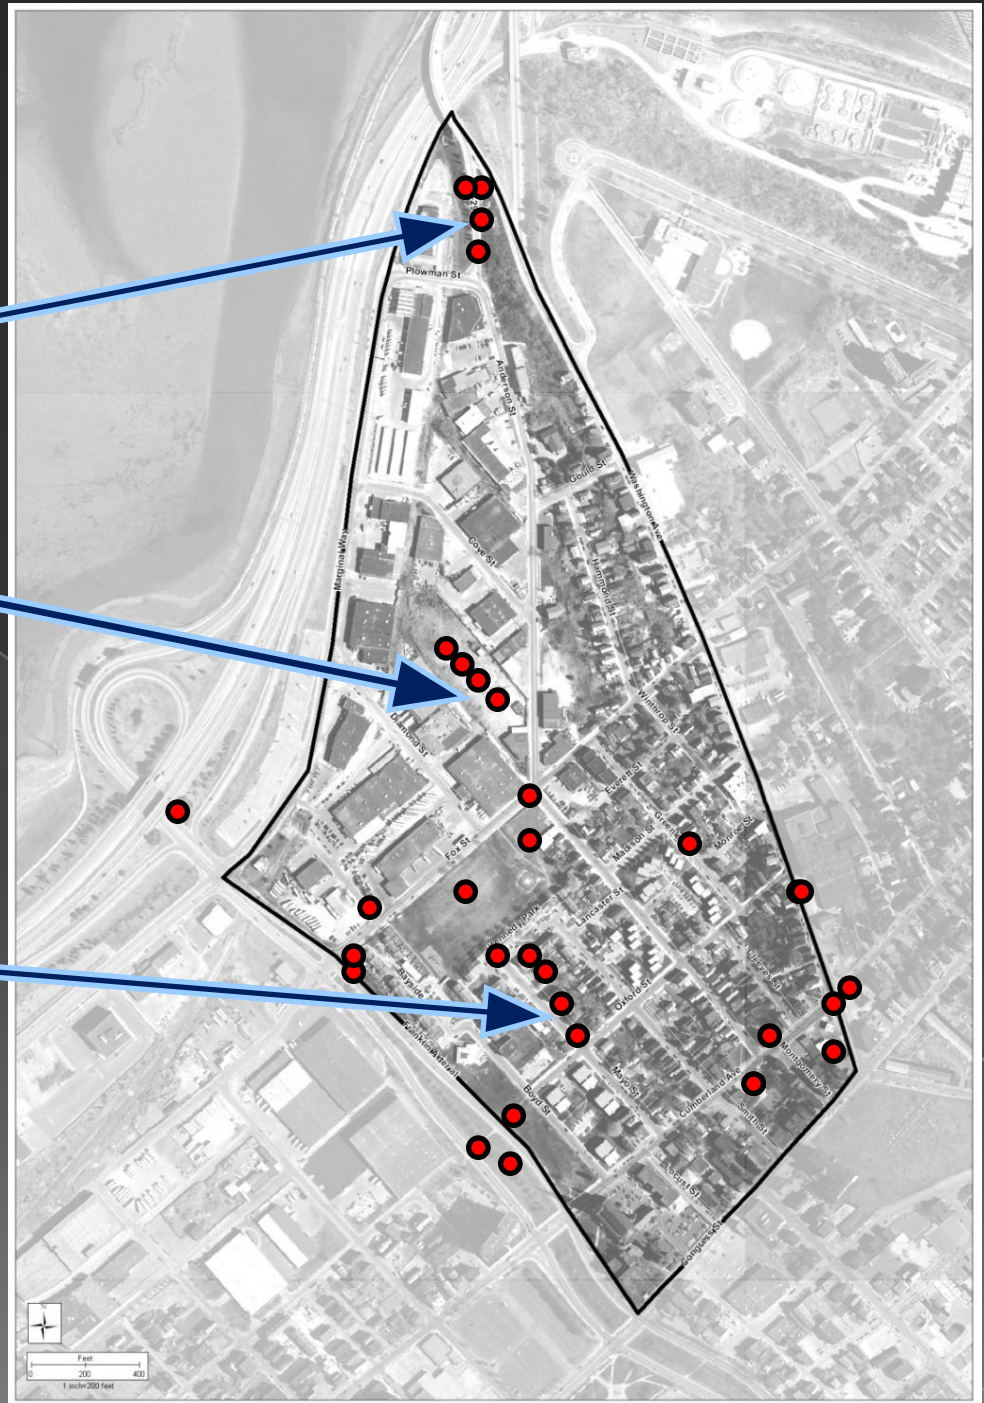 Plowman St
Anderson St
Gould St
Washington Ave
Marginal Way
Cove St
Hammond St
Winthrop St
Diamond St
Everett St
Madison St
Monroe St
Fox St
Lancaster St
Kennedy Park
Oxford St
Bayside
Franklin Arterial
Mayo St
Cumberland Ave
Montgomery St
Boyd St
Smith St
Locust St
Congress St
N
Feet
0 200 400
1 inch=200 feet